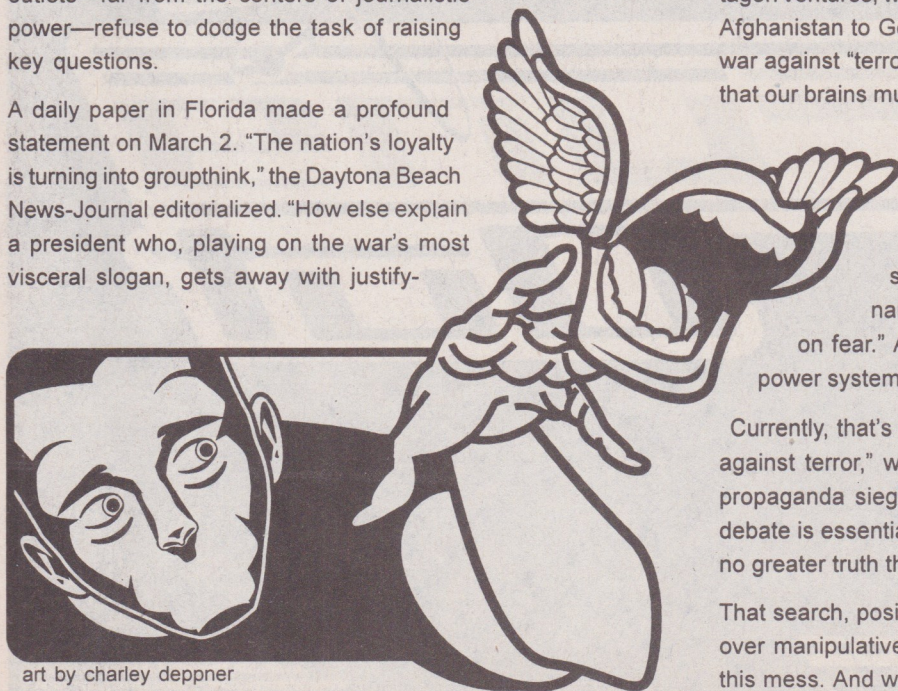 outlets—far from the centers of journalistic
power—refuse to dodge the task of raising
key questions.
A daily paper in Florida made a profound
statement on March 2. “The nation's loyalty
is turning into groupthink,” the Daytona Beach
News-Journal editorialized. “How else explain
a president who, playing on the war's most
visceral slogan, gets away with justify-
art by charley deppner
tagon ventures,
Afghanistan to
war against “terro
that our brains mu
on fear.” A
power system
Currently, that's
against terror,” w
propaganda sieg
debate is essentia
no greater truth th
That search, posi
over manipulative
this mess. And w